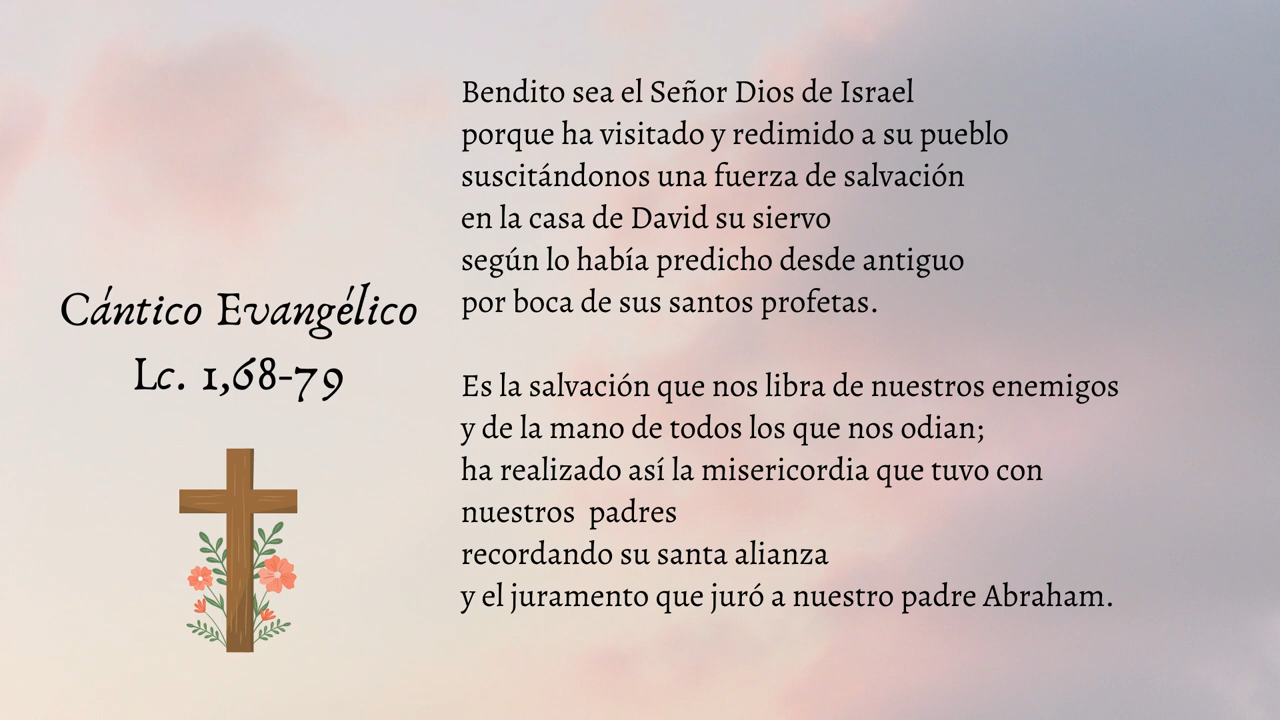 Cántico Evangélico
Lc. 1,68-79
Bendito sea el Señor Dios de Israel
porque ha visitado y redimido a su pueblo
suscitándonos una fuerza de salvación
en la casa de David su siervo
según lo había predicho desde antiguo
por boca de sus santos profetas.
Es la salvación que nos libra de nuestros enemigos
y de la mano de todos los que nos odian;
ha realizado así la misericordia que tuvo con
nuestros  padres
recordando su santa alianza
y el juramento que juró a nuestro padre Abraham.